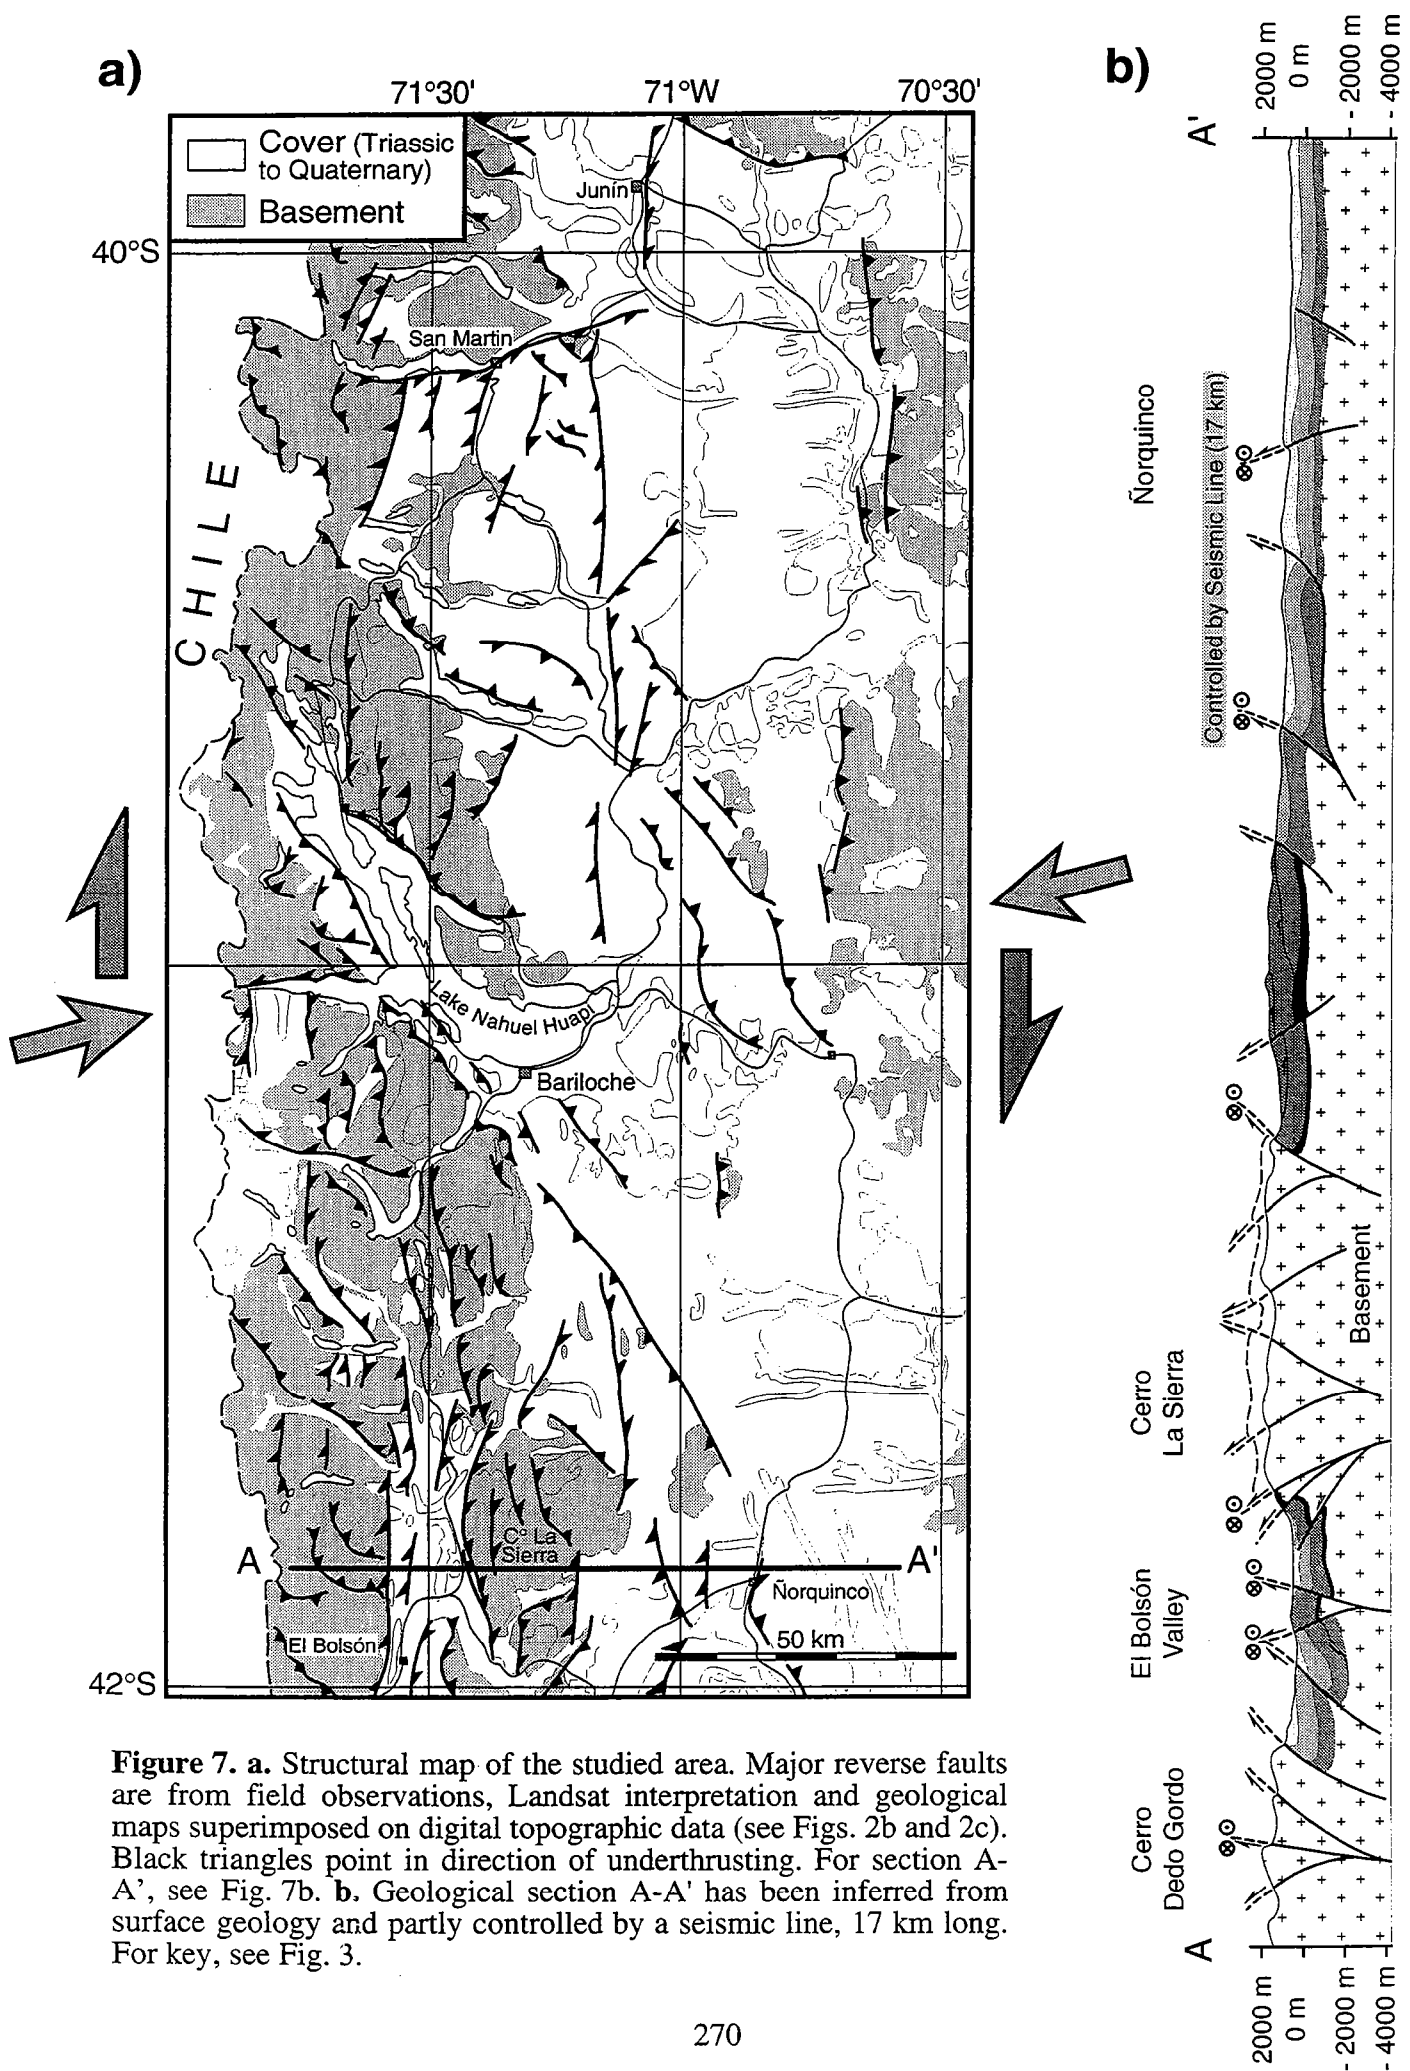 a)
71°30'
71°W
70°30'
Cover (Triassic
to Quaternary)
Basement
40°S
42°S
Junín
San Martin
CHILE
Lake Nahuel Huapi
Bariloche
C° La
Sierra
A
A'
Ñorquinco
El Bolsón
50 km
b)
2000 m
0 m
- 2000 m
- 4000 m
A'
Ñorquinco
Controlled by Seismic Line (17 km)
Basement
Cerro
La Sierra
El Bolsón
Valley
Cerro
Dedo Gordo
A
2000 m
0 m
- 2000 m
- 4000 m
Figure 7. a. Structural map of the studied area. Major reverse faults
are from field observations, Landsat interpretation and geological
maps superimposed on digital topographic data (see Figs. 2b and 2c).
Black triangles point in direction of underthrusting. For section A-
A', see Fig. 7b. b. Geological section A-A' has been inferred from
surface geology and partly controlled by a seismic line, 17 km long.
For key, see Fig. 3.
270